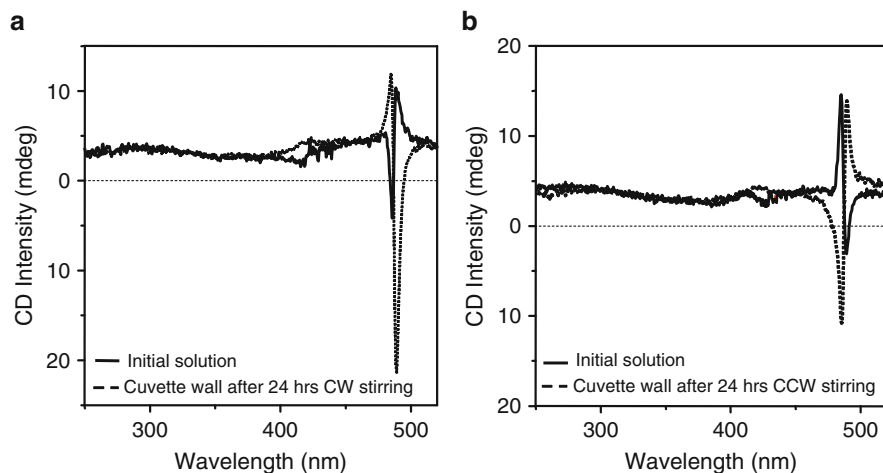 a
CD Intensity (mdeg)
10
0
10
20
Initial solution
Cuvette wall after 24 hrs CW stirring
300
400
500
Wavelength (nm)
b
CD Intensity (mdeg)
20
10
0
10
20
Initial solution
Cuvette wall after 24 hrs CCW stirring
300
400
500
Wavelength (nm)